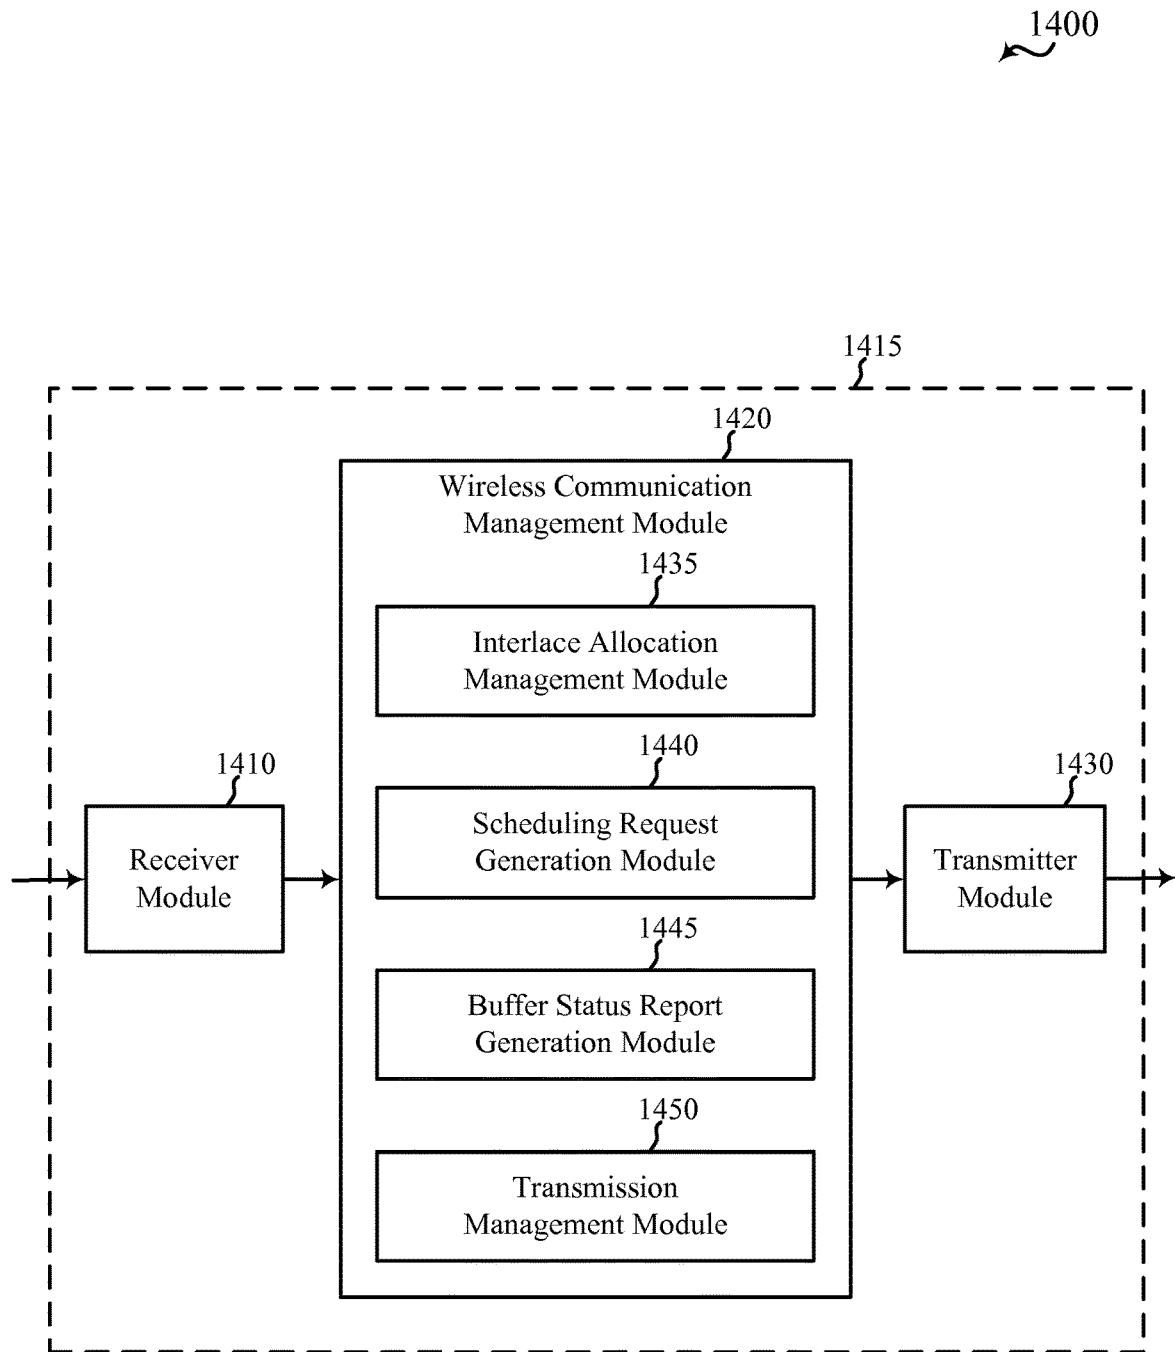 1400
1415
1420
Wireless Communication
Management Module
1435
Interlace Allocation
Management Module
1440
Scheduling Request
Generation Module
1410
Receiver
Module
1430
Transmitter
Module
1445
Buffer Status Report
Generation Module
1450
Transmission
Management Module